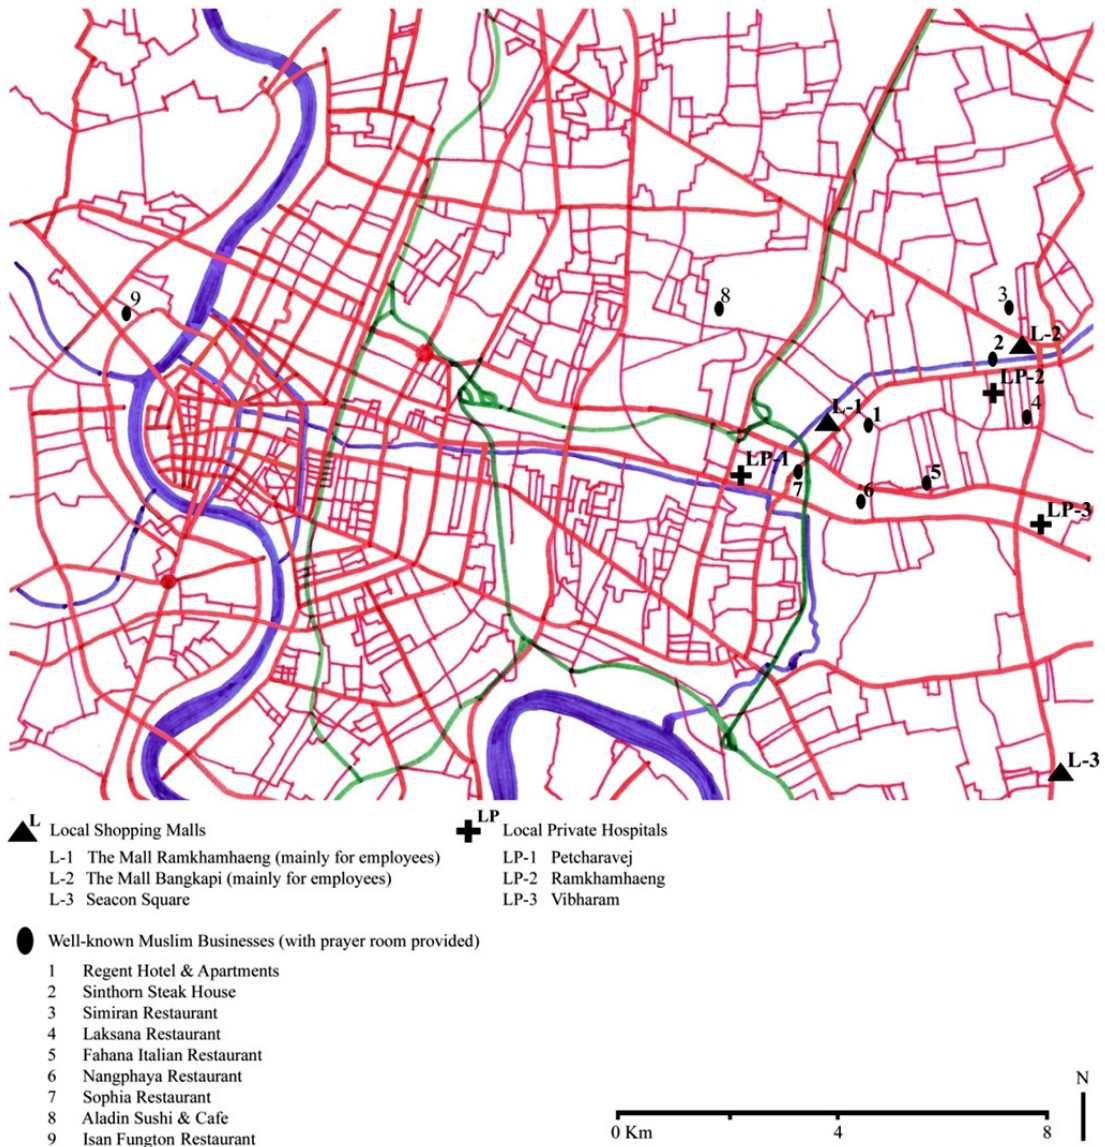 9
8
3
L-2
2
LP-2
4
L-1
1
LP-1
7
5
6
LP-3
L-3
L
Local Shopping Malls
L-1 The Mall Ramkhamhaeng (mainly for employees)
L-2 The Mall Bangkapi (mainly for employees)
L-3 Seacon Square
LP
Local Private Hospitals
LP-1 Petcharavej
LP-2 Ramkhamhaeng
LP-3 Vibharam
Well-known Muslim Businesses (with prayer room provided)
1 Regent Hotel & Apartments
2 Sinthorn Steak House
3 Simiran Restaurant
4 Laksana Restaurant
5 Fahana Italian Restaurant
6 Nangphaya Restaurant
7 Sophia Restaurant
8 Aladin Sushi & Cafe
9 Isan Fungton Restaurant
N
0 Km 4 8